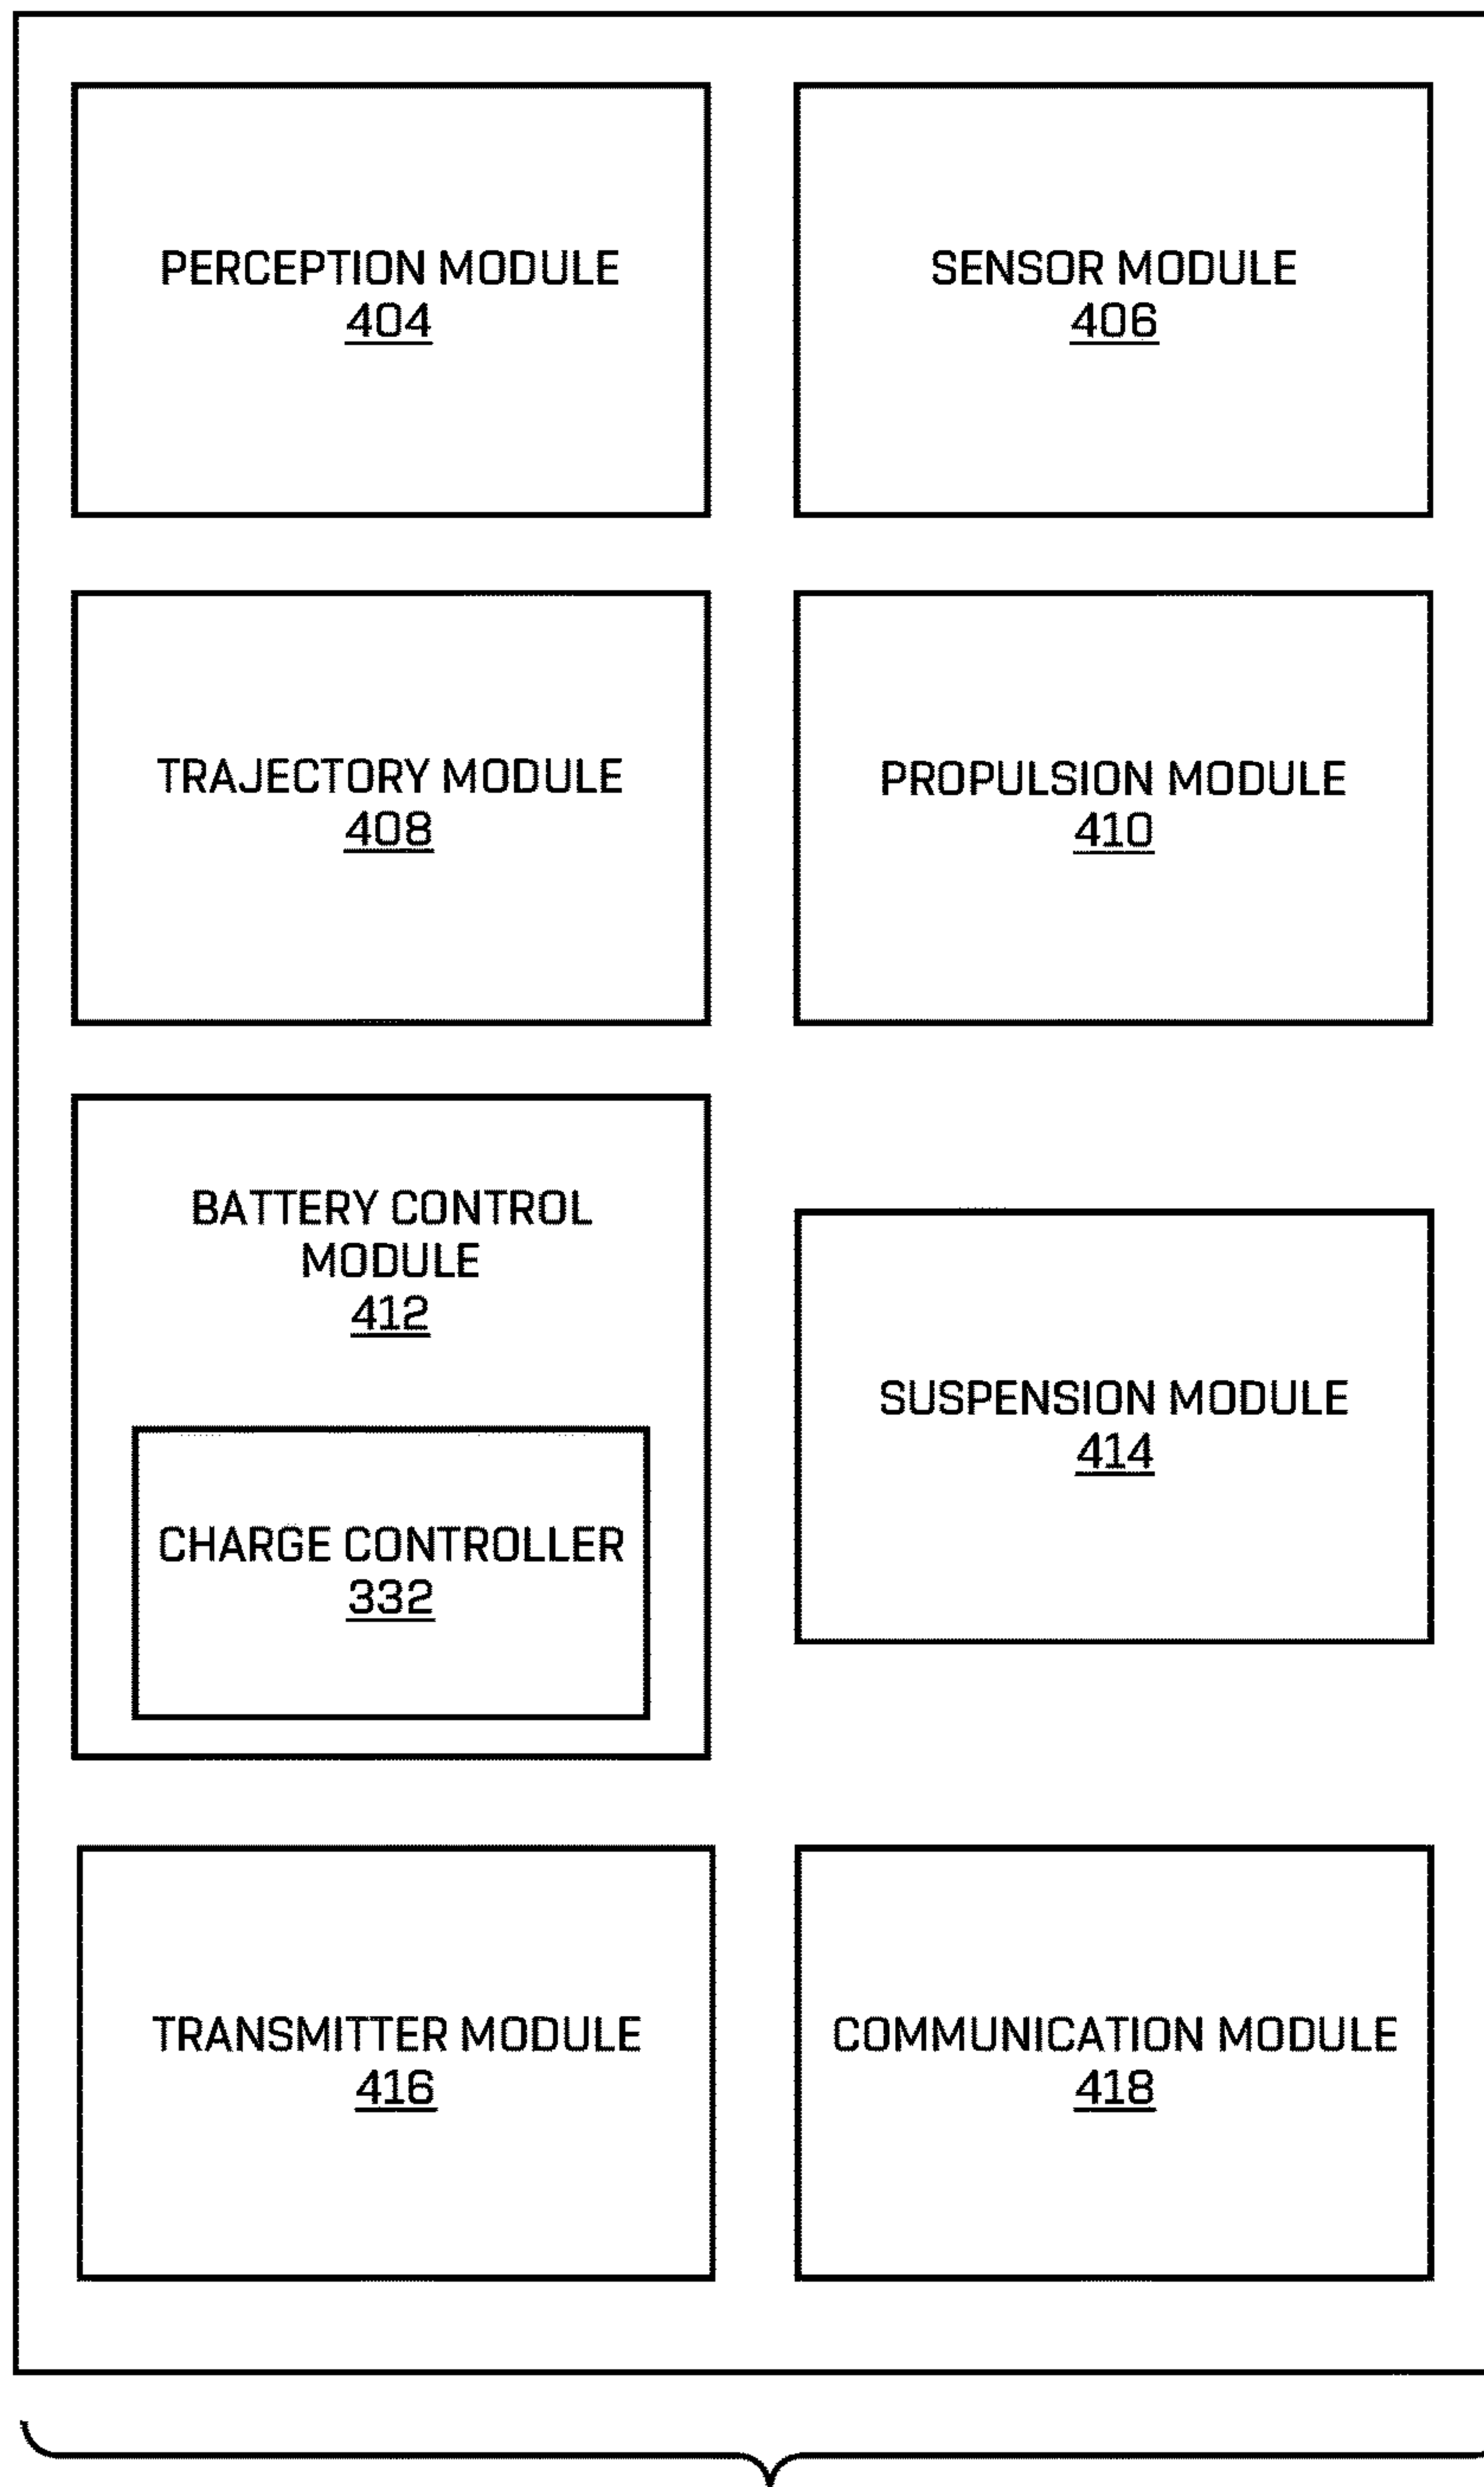 PERCEPTION MODULE
404
SENSOR MODULE
406
TRAJECTORY MODULE
408
PROPULSION MODULE
410
BATTERY CONTROL
MODULE
412
CHARGE CONTROLLER
332
SUSPENSION MODULE
414
TRANSMITTER MODULE
416
COMMUNICATION MODULE
418